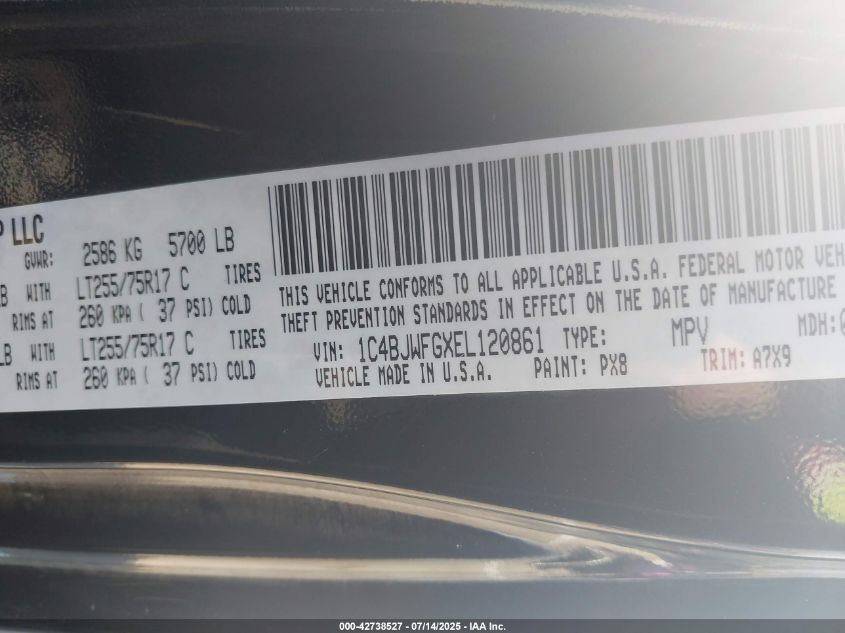 P LLC
GVWR: 2586 KG 5700 LB
B WITH LT255/75R17 C TIRES
RIMS AT 260 KPA ( 37 PSI) COLD
LB WITH LT255/75R17 C TIRES
RIMS AT 260 KPA ( 37 PSI) COLD
THIS VEHICLE CONFORMS TO ALL APPLICABLE U.S.A. FEDERAL MOTOR VEH
THEFT PREVENTION STANDARDS IN EFFECT ON THE DATE OF MANUFACTURE
VIN: 1C4BJWFGXEL120861 TYPE: MPV MDH:
VEHICLE MADE IN U.S.A. PAINT: PX8 TRIM: A7X9
000-42738527 - 07/14/2025 - IAA Inc.